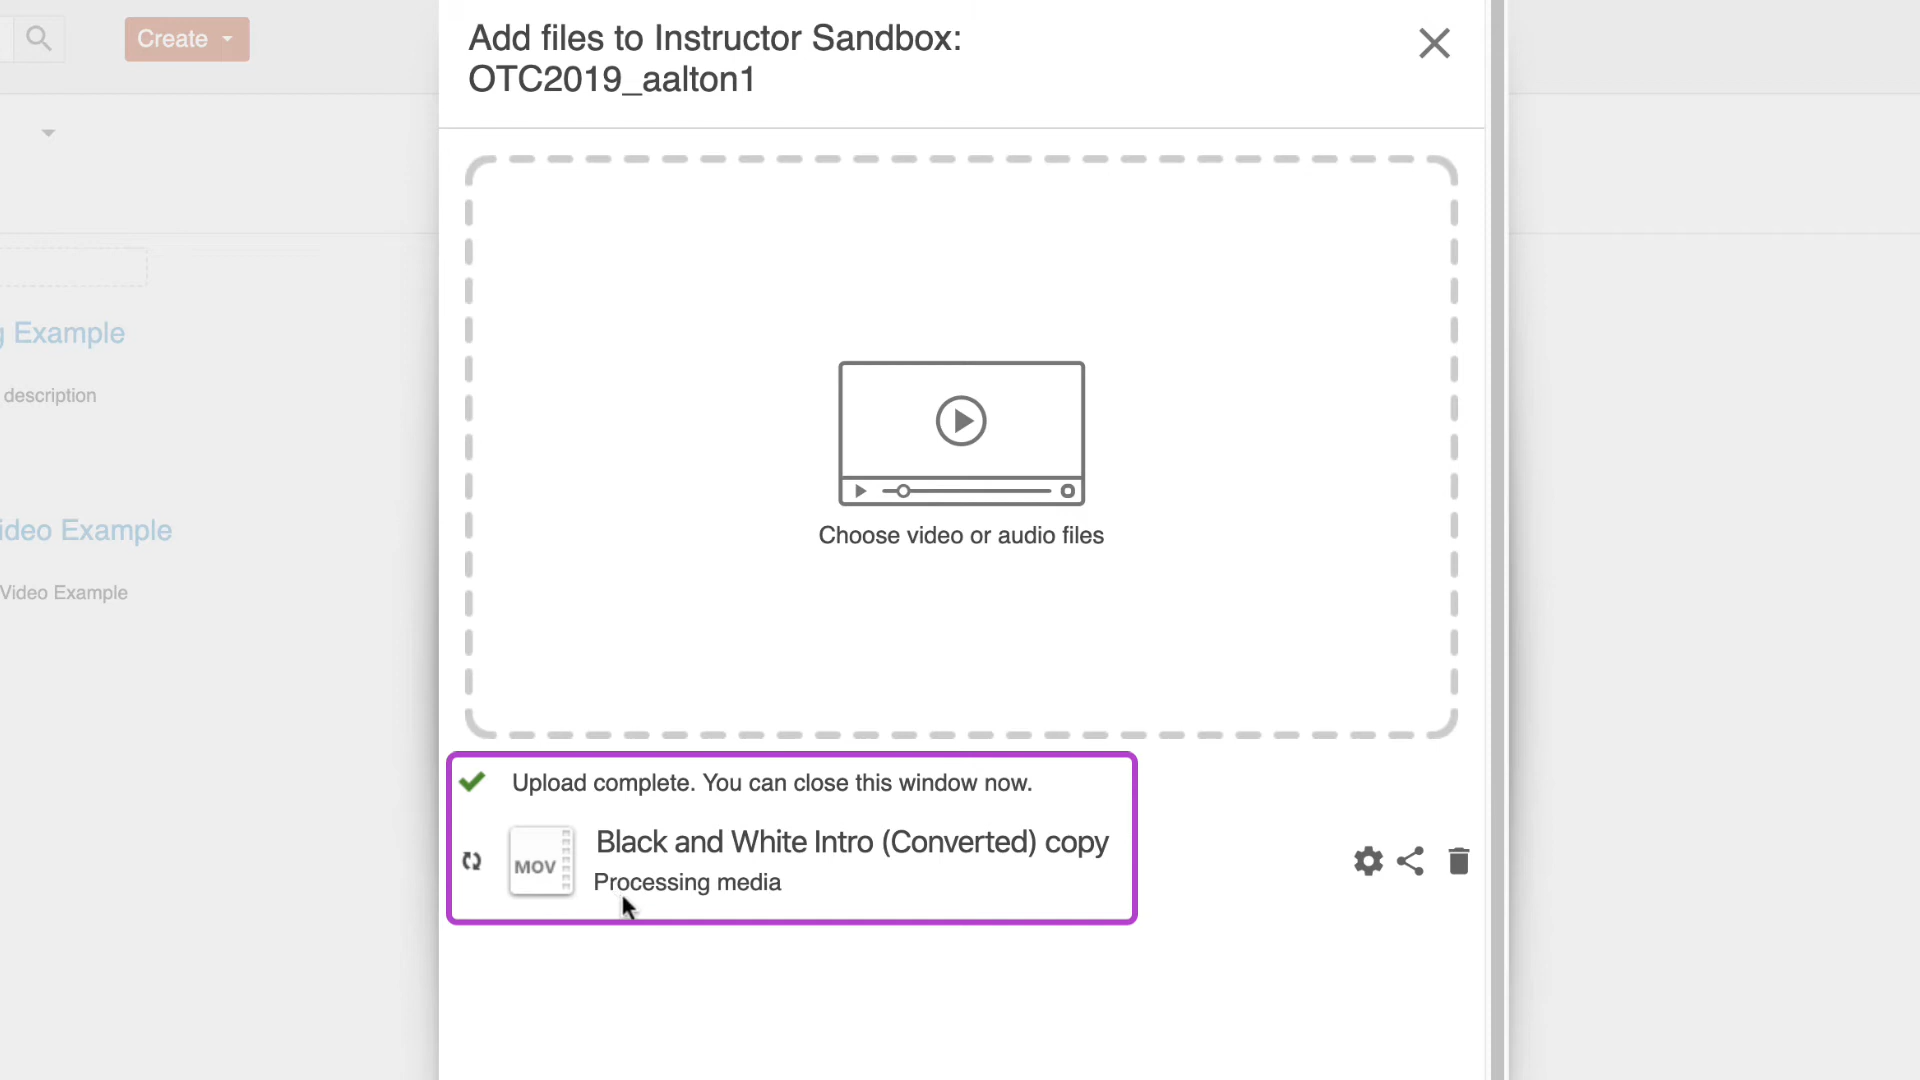 Create
Add files to Instructor Sandbox:
OTC2019_aalton1
Example
description
ideo Example
Video Example
Choose video or audio files
Upload complete. You can close this window now.
MOV
Black and White Intro (Converted) copy
Processing media